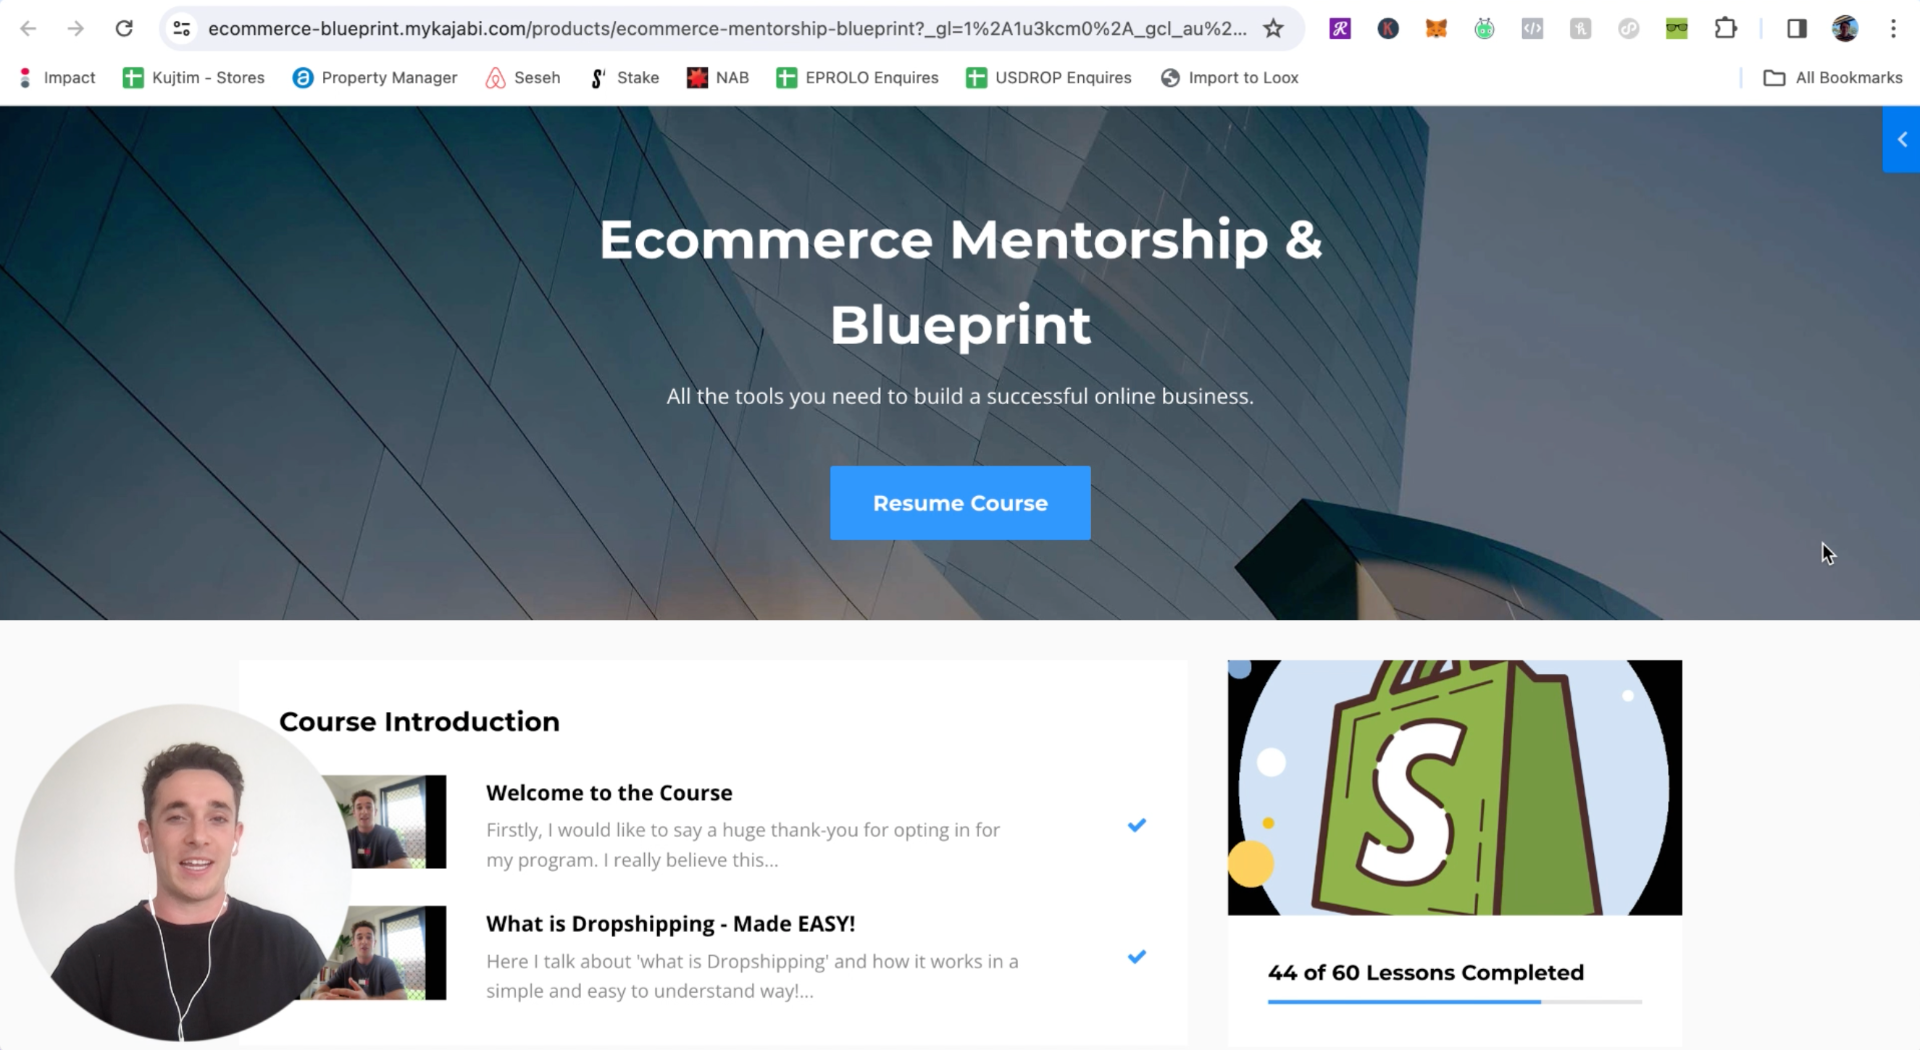 ecommerce-blueprint.mykajabi.com/products/ecommerce-mentorship-blueprint?_gl=1%2A1u3kcm0%2A_gcl_au%2...
Impact Kujtim - Stores Property Manager Seseh Stake NAB EPROLO Enquires USDROP Enquires Import to Loox All Bookmarks
Ecommerce Mentorship &
Blueprint
All the tools you need to build a successful online business.
Resume Course
Course Introduction
Welcome to the Course
Firstly, I would like to say a huge thank-you for opting in for
my program. I really believe this...
What is Dropshipping - Made EASY!
Here I talk about 'what is Dropshipping' and how it works in a
simple and easy to understand way!...
S
44 of 60 Lessons Completed